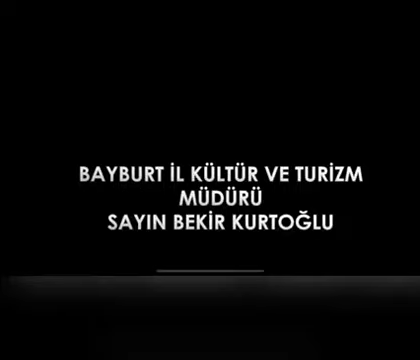 BAYBURT İL KÜLTÜR VE TURİZM
MÜDÜRÜ
SAYIN BEKİR KURTOĞLU